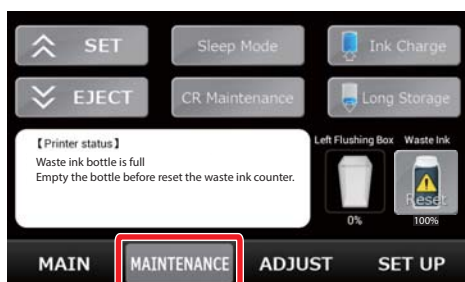 SET
Sleep Mode
Ink Charge
EJECT
CR Maintenance
Long Storage
【Printer status】
Waste ink bottle is full
Empty the bottle before reset the waste ink counter.
Left Flushing Box
Waste Ink
Reset
0%
100%
MAIN
MAINTENANCE
ADJUST
SET UP